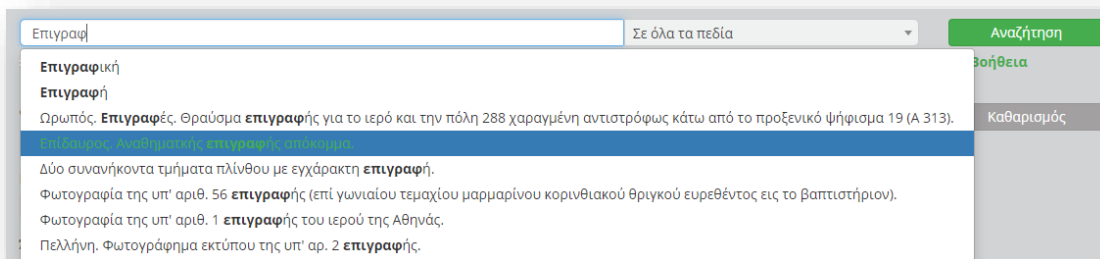 Επιγραφ
Σε όλα τα πεδία
Αναζήτηση
Βοήθεια
Επιγραφική
Επιγραφή
Ωρωπός. Επιγραφές. Θραύσμα επιγραφής για το ιερό και την πόλη 288 χαραγμένη αντιστρόφως κάτω από το προξενικό ψήφισμα 19 (Α 313).
Καθαρισμός
Επίδαυρος. Αναθηματκής επιγραφής απόκομμα.
Δύο συνανήκοντα τμήματα πλίνθου με εγχάρακτη επιγραφή.
Φωτογραφία της υπ' αριθ. 56 επιγραφής (επί γωνιαίου τεμαχίου μαρμαρίνου κορινθιακού θριγκού ευρεθέντος εις το βαπτιστήριον).
Φωτογραφία της υπ' αριθ. 1 επιγραφής του ιερού της Αθηνάς.
Πελλήνη. Φωτογράφημα εκτύπου της υπ' αρ. 2 επιγραφής.